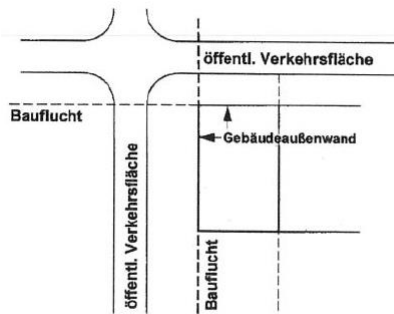 öffentl. Verkehrsfläche
Bauflucht
Gebäudeaußenwand
öffentl. Verkehrsfläche
Bauflucht